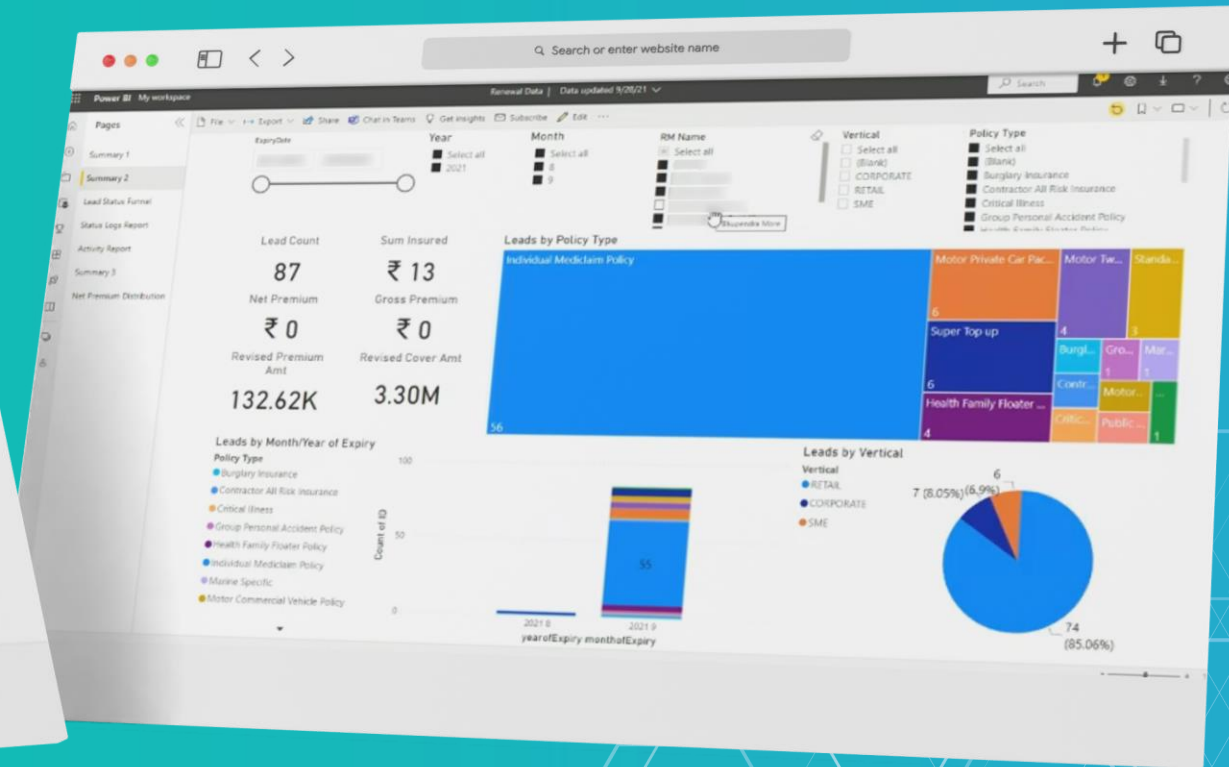 Search or enter website name
Power BI My workspace
Renewal Data | Data updated 9/28/21
Search
Pages
File
Export
Share
Chat in Teams
Get insights
Subscribe
Edit
Summary 1
Summary 2
Lead Status Funnel
Status Logs Report
Activity Report
Summary 3
Net Premium Distribution
ExpiryDate
Year
Select all
2021
Month
Select all
8
9
RM Name
Select all
Bhupendra More
Vertical
Select all
(Blank)
CORPORATE
RETAIL
SME
Policy Type
Select all
(Blank)
Burglary Insurance
Contractor All Risk Insurance
Critical Illness
Group Personal Accident Policy
Health Family Floater Policy
Lead Count
87
Sum Insured
₹ 13
Net Premium
₹ 0
Gross Premium
₹ 0
Revised Premium
Amt
132.62K
Revised Cover Amt
3.30M
Leads by Policy Type
Individual Mediclaim Policy
56
Motor Private Car Pac...
6
Super Top up
6
Health Family Floater ...
4
Motor Tw...
4
Standa...
3
Burgl...
Gro...
1
Mar...
1
Contr...
Motor...
...
1
Critic...
Public ...
Leads by Month/Year of Expiry
Policy Type
Burglary Insurance
Contractor All Risk Insurance
Critical Illness
Group Personal Accident Policy
Health Family Floater Policy
Individual Mediclaim Policy
Marine Specific
Motor Commercial Vehicle Policy
Count of ID
100
50
0
55
2021 8
2021 9
yearofExpiry monthofExpiry
Leads by Vertical
Vertical
RETAIL
CORPORATE
SME
6
(6.9%)
7 (8.05%)
74
(85.06%)